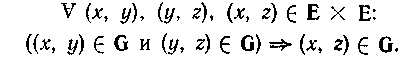 ∀ (x, y), (y, z), (x, z) ∈ E × E:
((x, y) ∈ G и (y, z) ∈ G) ⇒ (x, z) ∈ G.